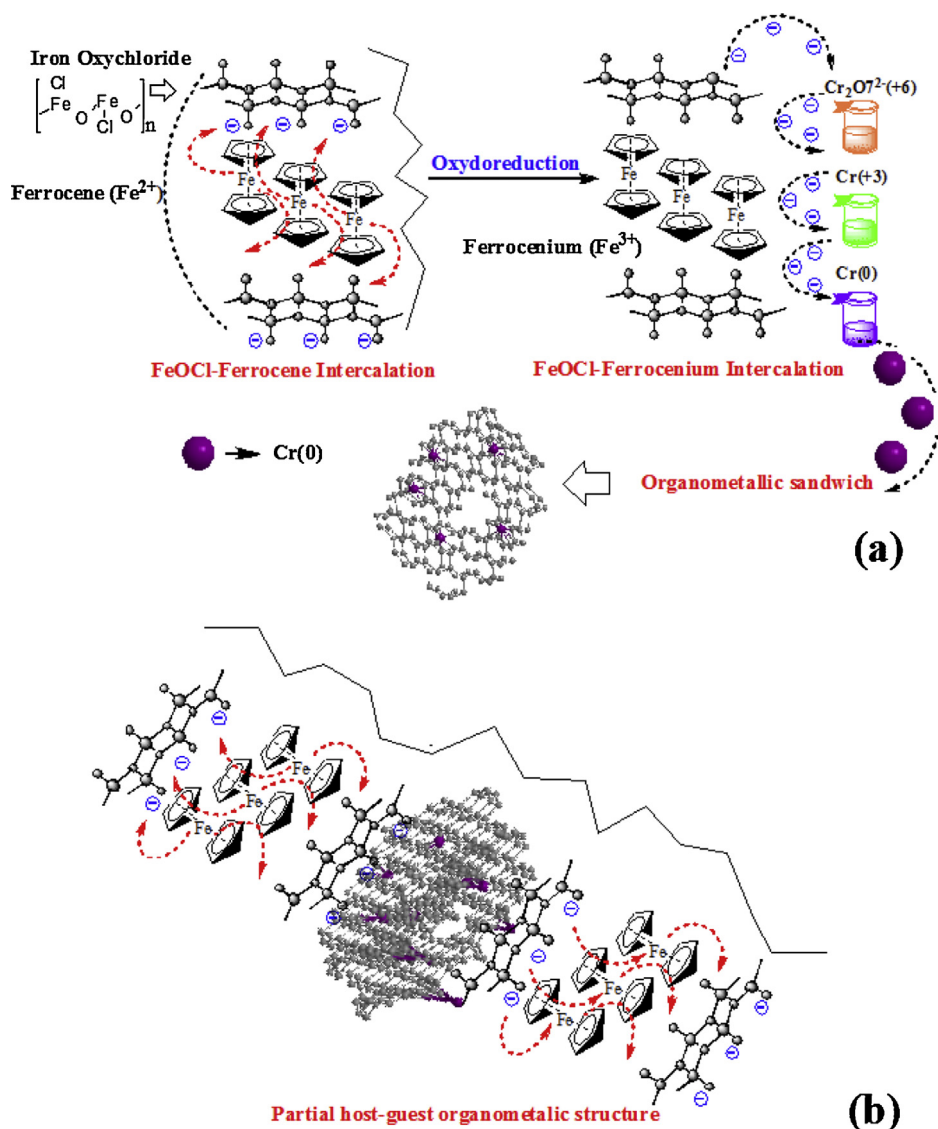 Iron Oxychloride
Cl
Fe Fe
O O
Cl n
Ferrocene (Fe2+)
Fe
Fe
Fe
FeOCl-Ferrocene Intercalation
Oxydoreduction
Fe
Fe
Fe
Ferrocenium (Fe3+)
FeOCl-Ferrocenium Intercalation
Cr2O72-(+6)
Cr(+3)
Cr(0)
Cr(0)
Organometallic sandwich
(a)
Fe
Fe
Fe
Fe
Fe
Fe
Partial host-guest organometalic structure
(b)